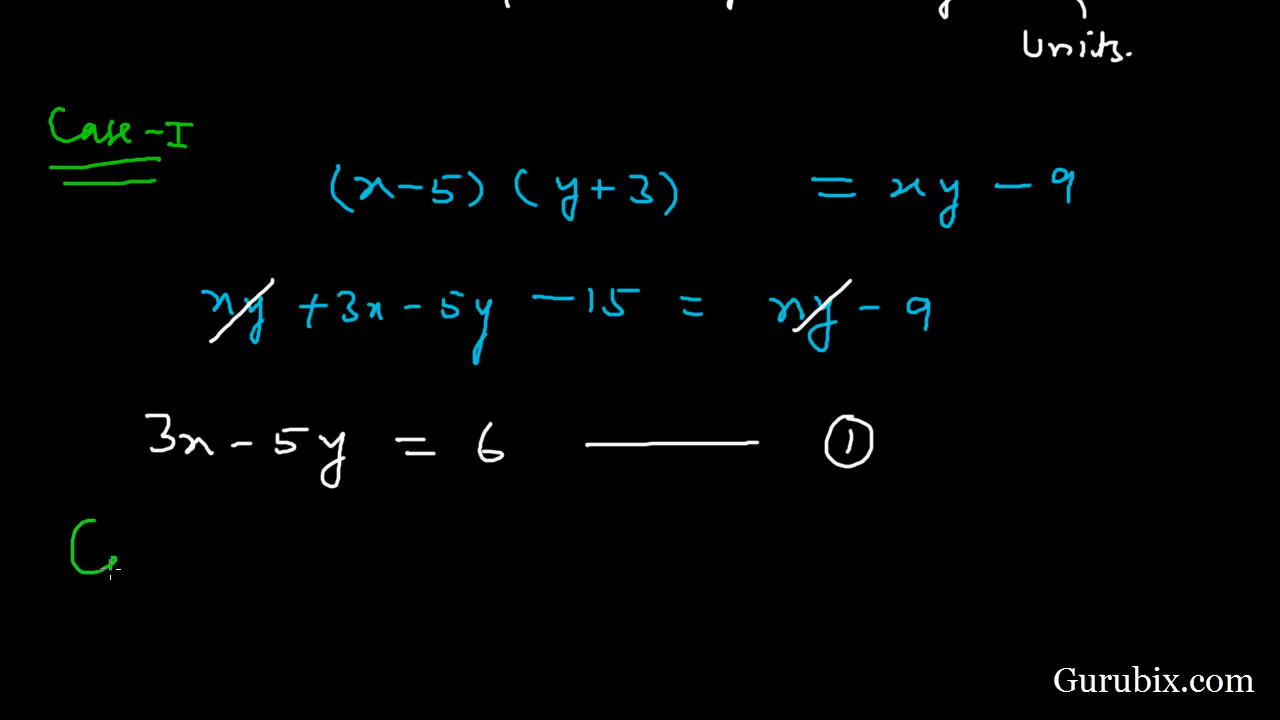 Units.
Case-I
(x-5) (y+3) = xy - 9
xy + 3x - 5y - 15 = xy - 9
3x - 5y = 6 ——— ①
C
Gurubix.com